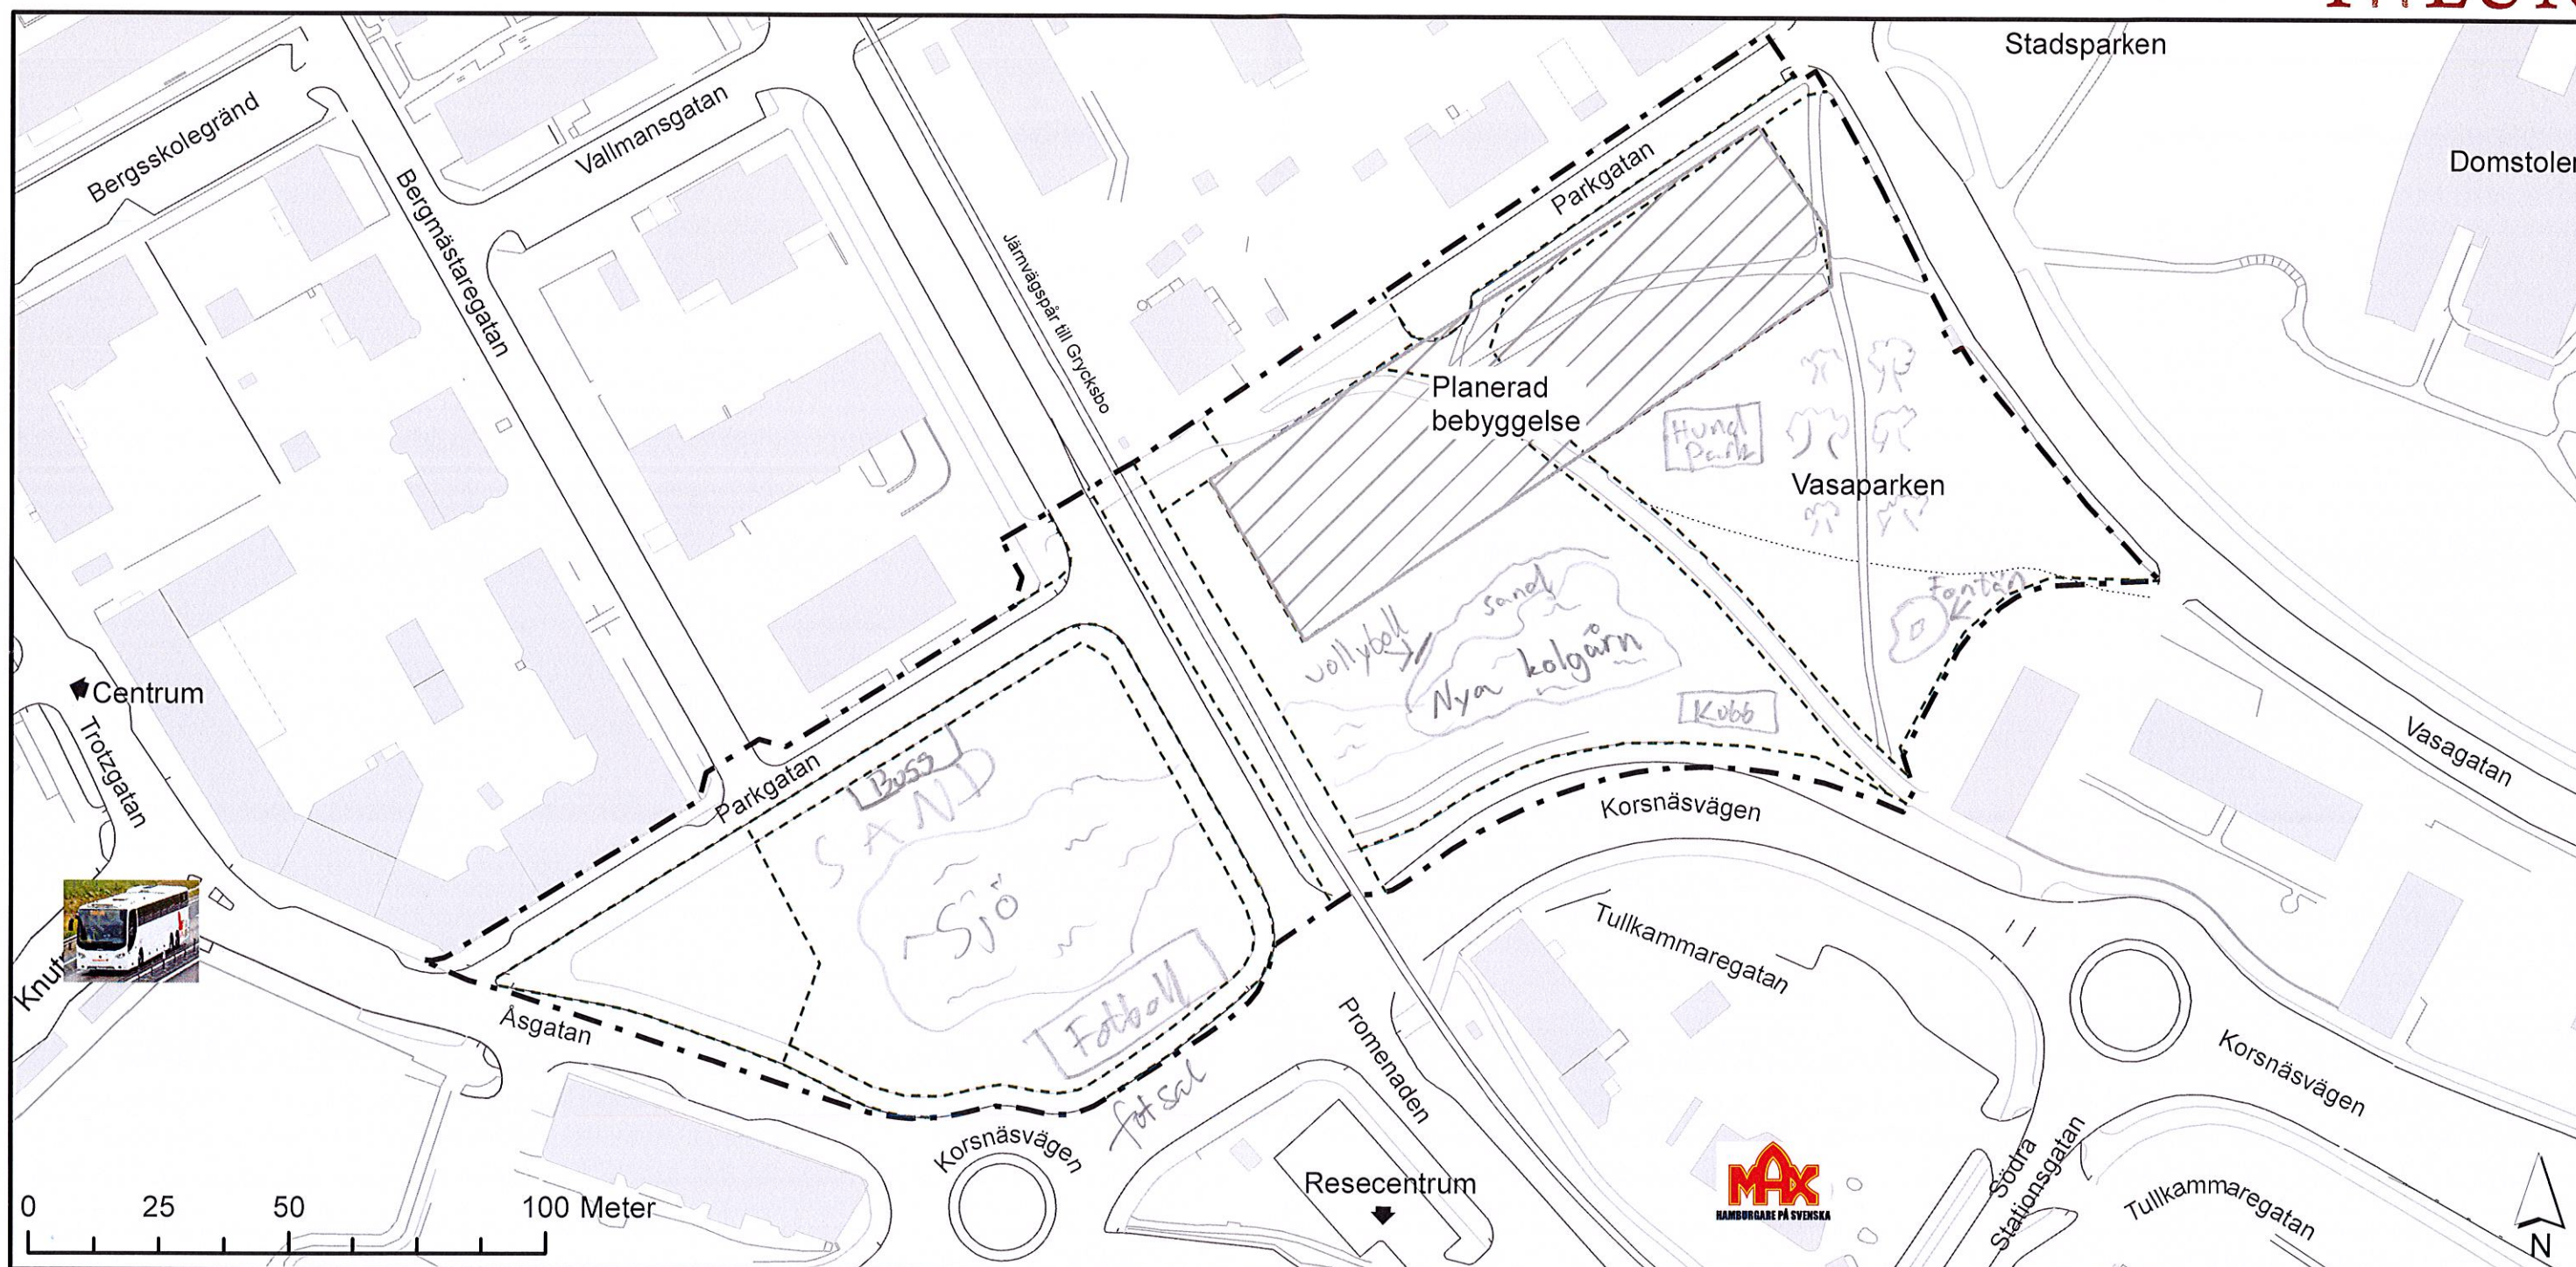 Stadsparken
Domstolen
Bergsskolegränd
Vallmansgatan
Bergmästaregatan
Järnvägspår till Grycksbo
Parkgatan
Planerad
bebyggelse
Hund
Park
Vasaparken
Fontän
sand
vollyboll
Nya kolgårn
Kubb
Centrum
Trotzgatan
Parkgatan
Buss
SAND
Sjö
Fotboll
fotsal
Knut
Åsgatan
Korsnäsvägen
Korsnäsvägen
Tullkammaregatan
Promenaden
Vasagatan
Korsnäsvägen
Resecentrum
MAX
HAMBURGARE PÅ SVENSKA
Södra
Stationsgatan
Tullkammaregatan
0 25 50 100 Meter
N